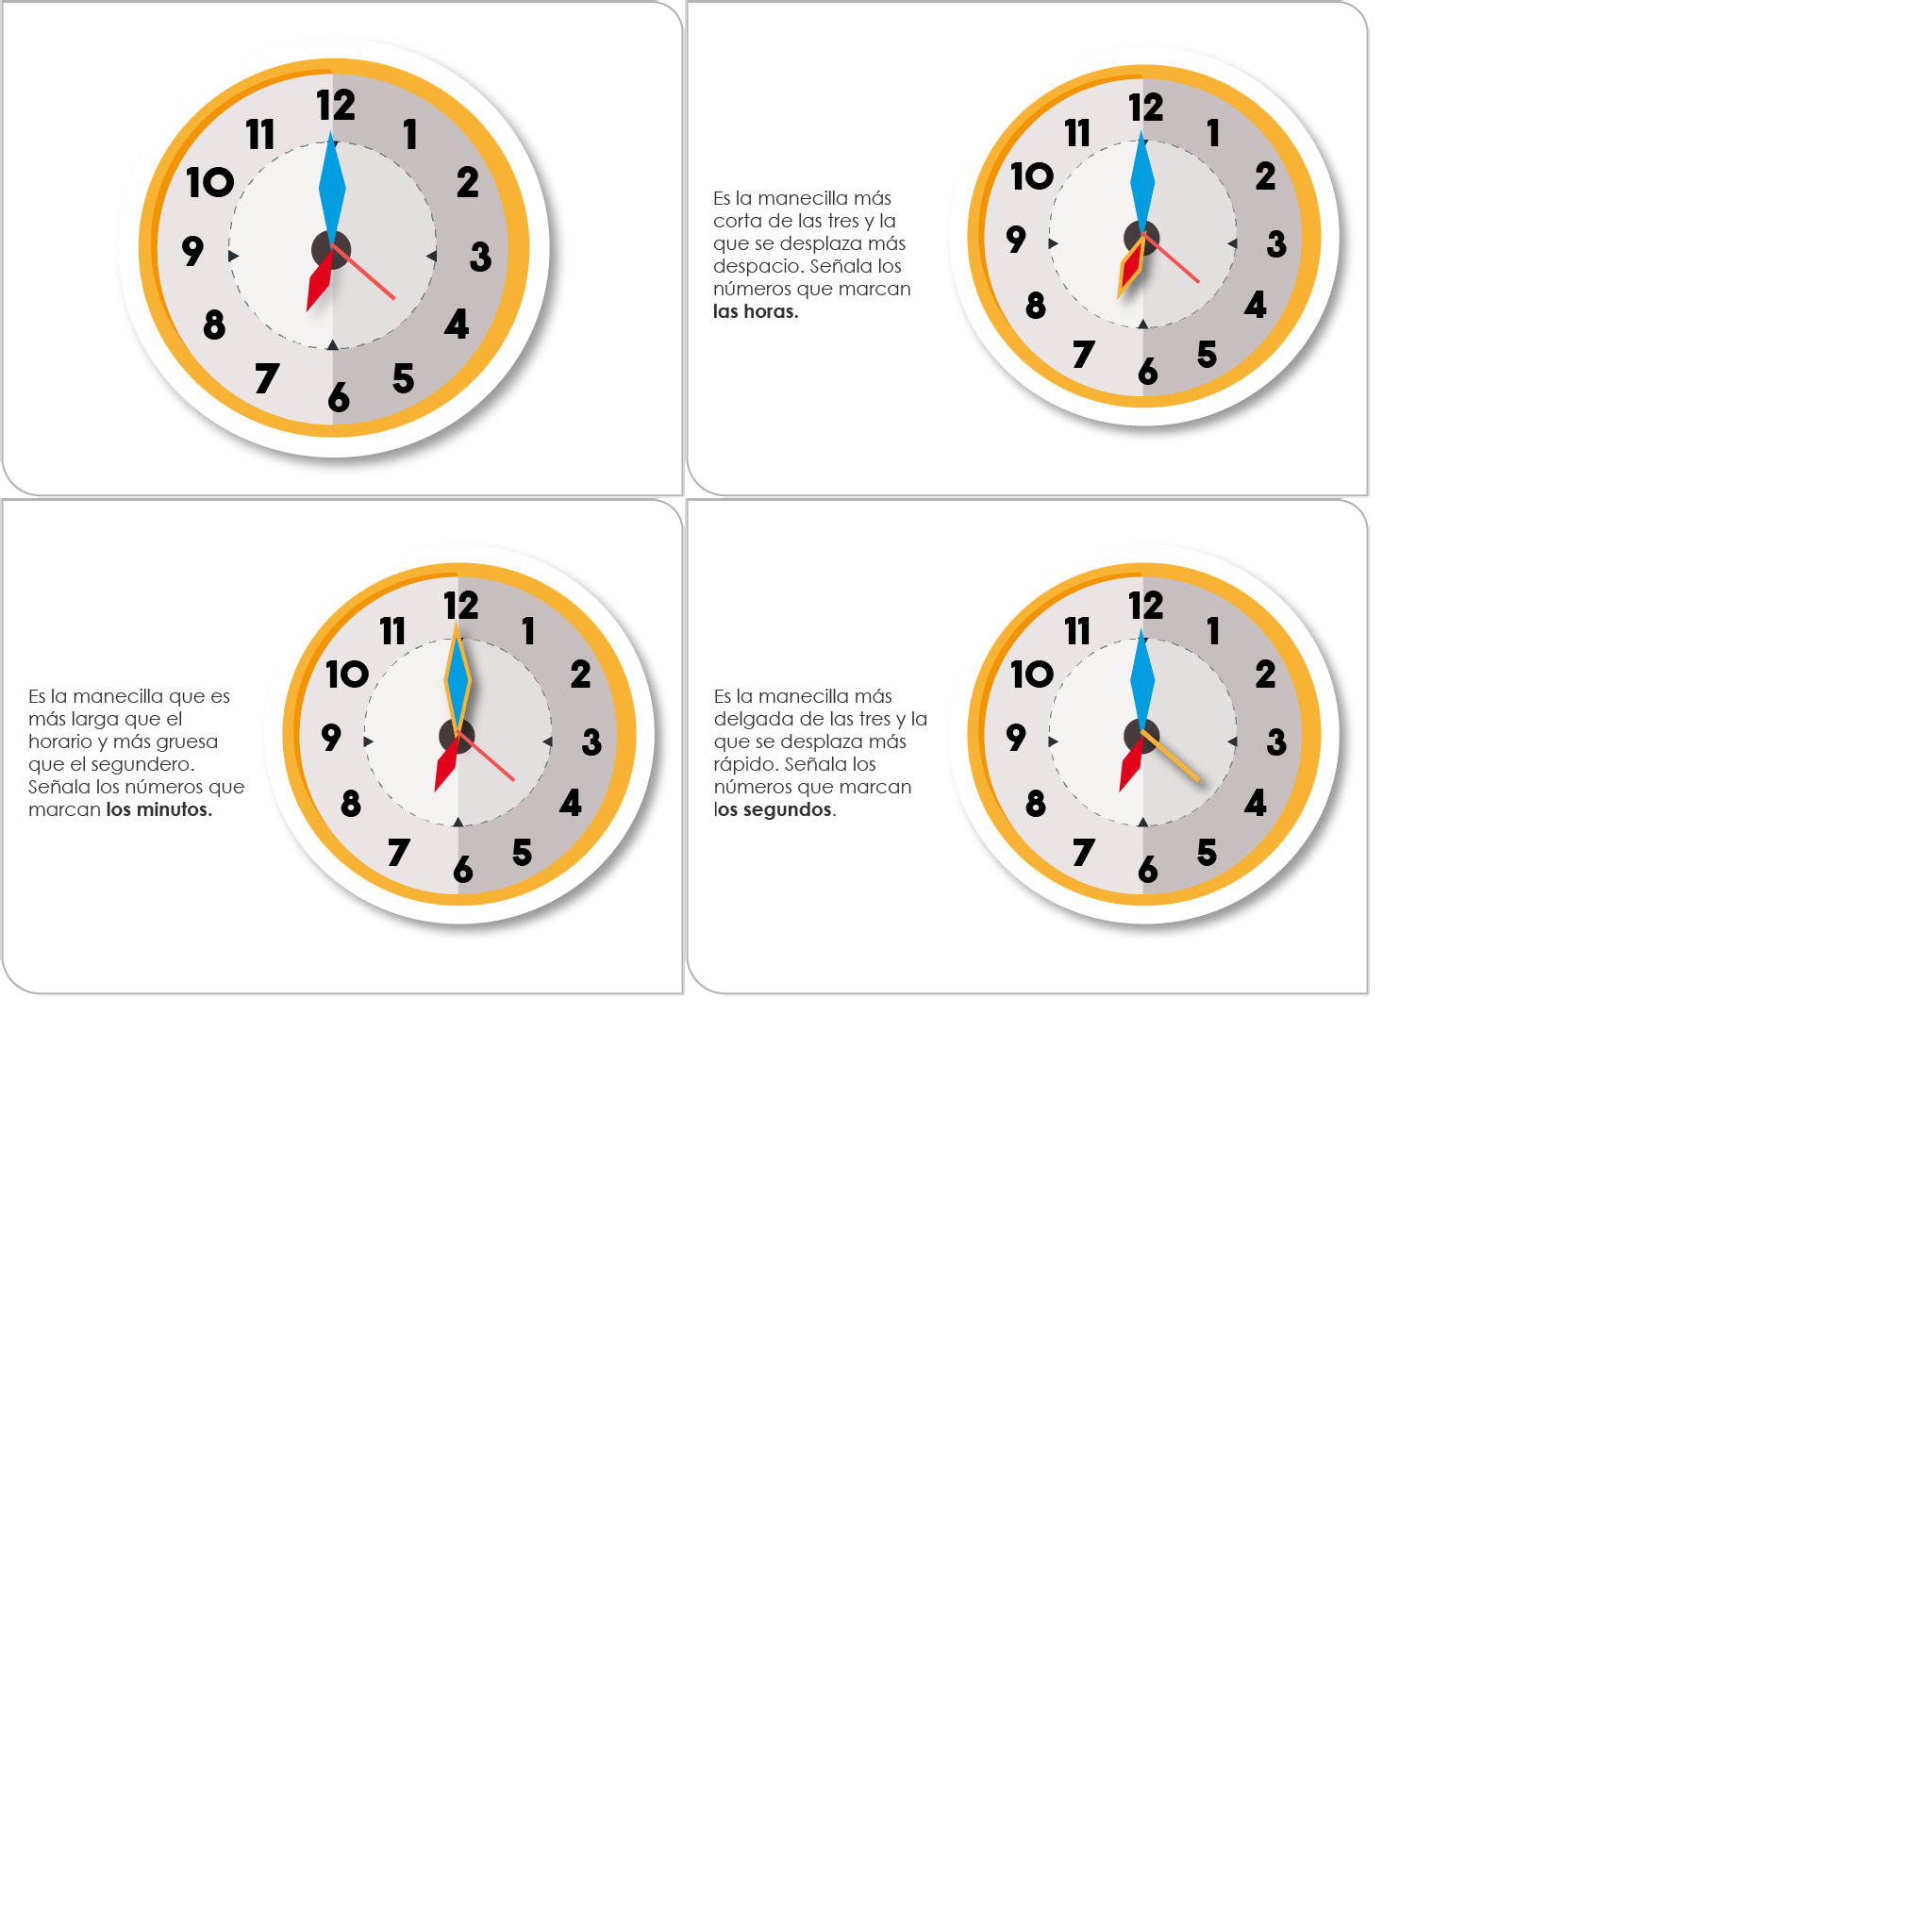 12
11 1
10 2
9 3
8 4
7 5
6
Es la manecilla más
corta de las tres y la
que se desplaza más
despacio. Señala los
números que marcan
las horas.
12
11 1
10 2
9 3
8 4
7 5
6
Es la manecilla que es
más larga que el
horario y más gruesa
que el segundero.
Señala los números que
marcan los minutos.
12
11 1
10 2
9 3
8 4
7 5
6
Es la manecilla más
delgada de las tres y la
que se desplaza más
rápido. Señala los
números que marcan
los segundos.
12
11 1
10 2
9 3
8 4
7 5
6